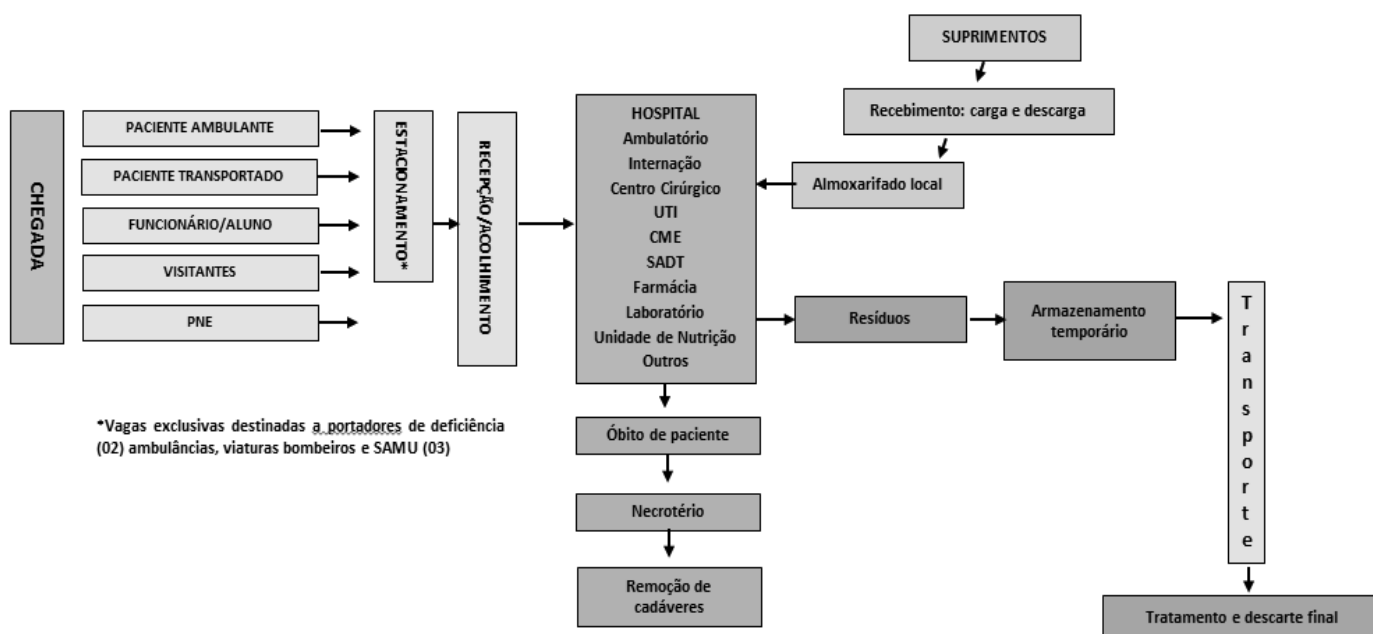 CHEGADA
PACIENTE AMBULANTE
PACIENTE TRANSPORTADO
FUNCIONÁRIO/ALUNO
VISITANTES
PNE
ESTACIONAMENTO*
RECEPÇÃO/ACOLHIMENTO
*Vagas exclusivas destinadas a portadores de deficiência
(02) ambulâncias, viaturas bombeiros e SAMU (03)
HOSPITAL
Ambulatório
Internação
Centro Cirúrgico
UTI
CME
SADT
Farmácia
Laboratório
Unidade de Nutrição
Outros
SUPRIMENTOS
Recebimento: carga e descarga
Almoxarifado local
Resíduos
Armazenamento
temporário
Transporte
Tratamento e descarte final
Óbito de paciente
Necrotério
Remoção de
cadáveres